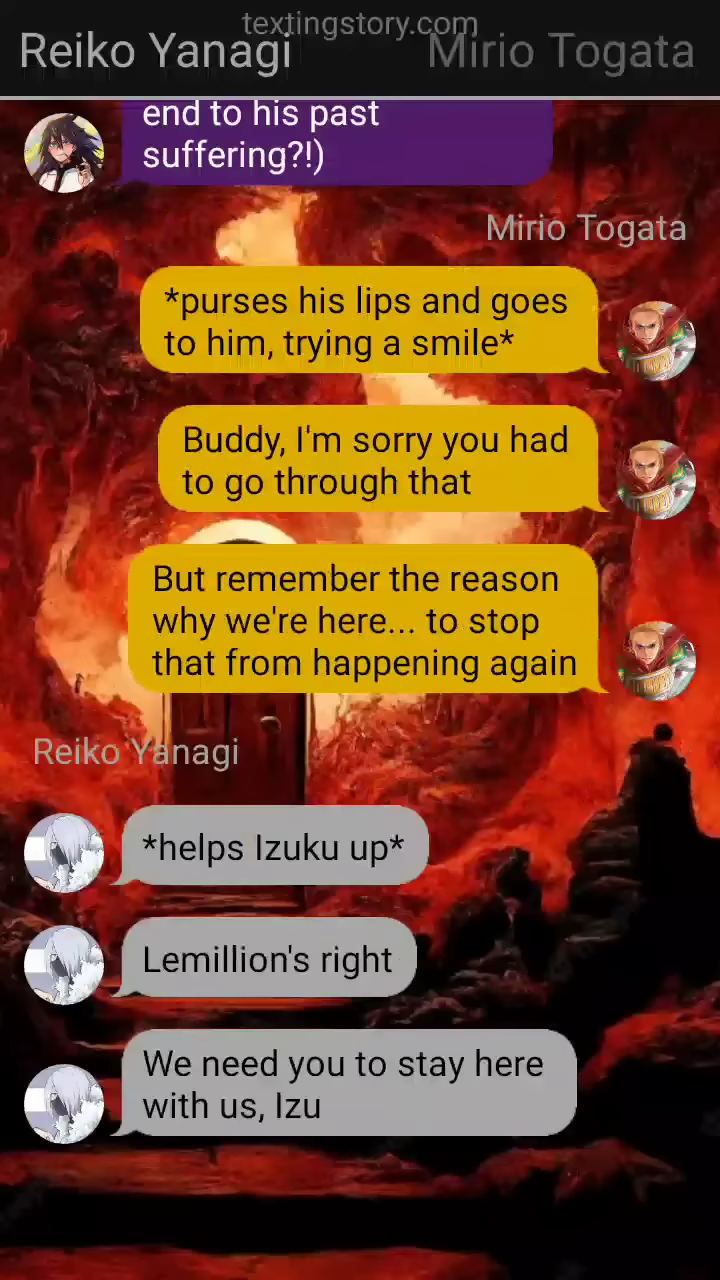 textingstory.com
Reiko Yanagi
Mirio Togata
end to his past
suffering?!)
Mirio Togata
*purses his lips and goes
to him, trying a smile*
Buddy, I'm sorry you had
to go through that
But remember the reason
why we're here... to stop
that from happening again
Reiko Yanagi
*helps Izuku up*
Lemillion's right
We need you to stay here
with us, Izu